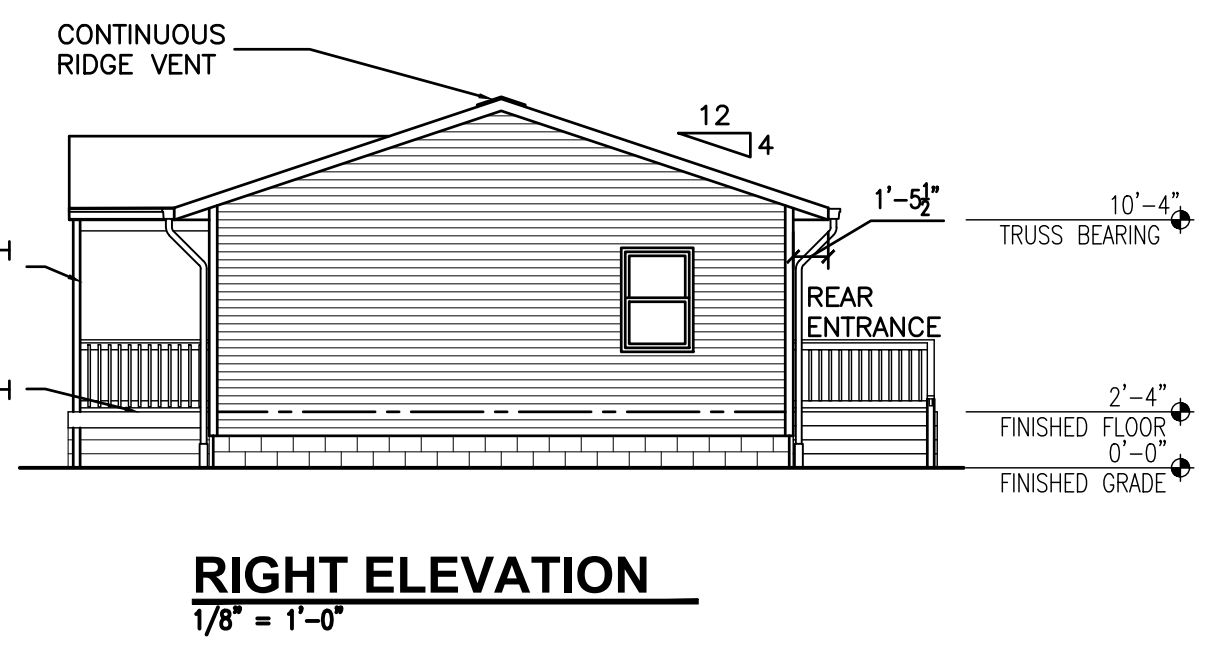 CONTINUOUS
RIDGE VENT
12
4
1'-5½"
10'-4"
TRUSS BEARING
REAR
ENTRANCE
2'-4"
FINISHED FLOOR
0'-0"
FINISHED GRADE
RIGHT ELEVATION
1/8" = 1'-0"